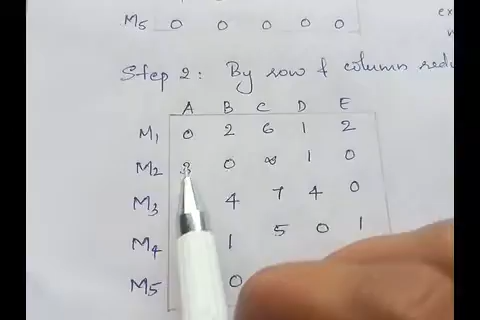 M5 0 0 0 0 0
Step 2: By row & column
A B C D E
M1 0 2 6 1 2
M2 3 0 ∞ 1 0
M3 4 7 4 0
M4 1 5 0 1
M5 0